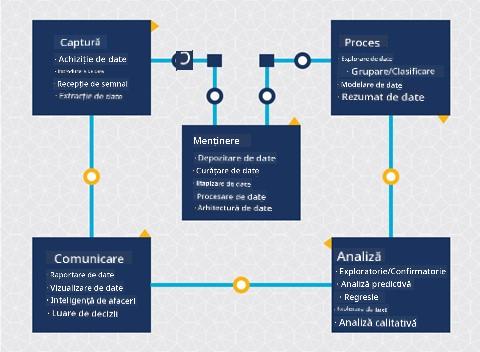 Captură
· Achiziție de date
· Recepție de semnal
· Extracție de date
Proces
· Explorare de date
· Grupare/Clasificare
· Modelare de date
· Rezumat de date
Menținere
· Depozitare de date
· Curățare de date
· Etapizare de date
· Procesare de date
· Arhitectură de date
Comunicare
· Raportare de date
· Vizualizare de date
· Inteligență de afaceri
· Luare de decizii
Analiză
· Exploratorie/Confirmatorie
· Analiză predictivă
· Regresie
· Explorare de text
· Analiză calitativă